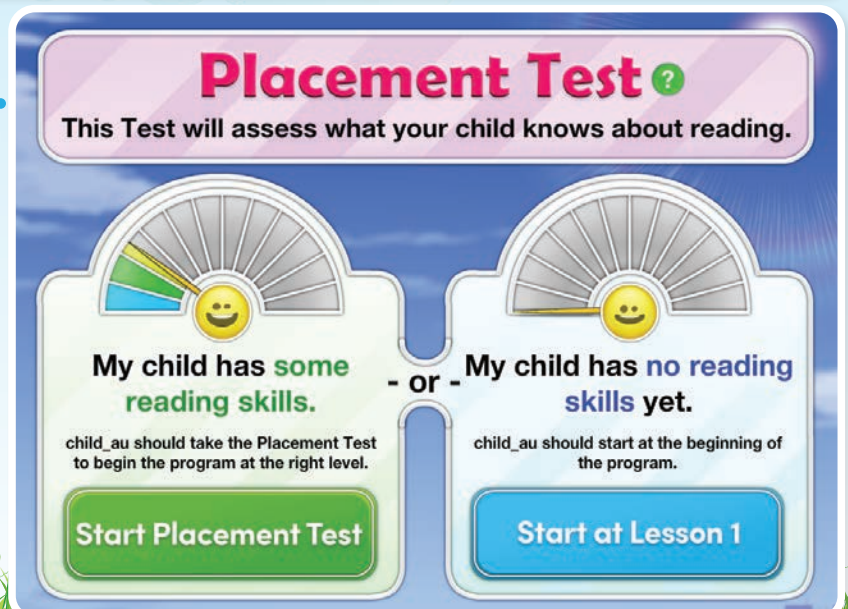 Placement Test ?
This Test will assess what your child knows about reading.
My child has some
reading skills.
child_au should take the Placement Test
to begin the program at the right level.
Start Placement Test
- or -
My child has no reading
skills yet.
child_au should start at the beginning of
the program.
Start at Lesson 1